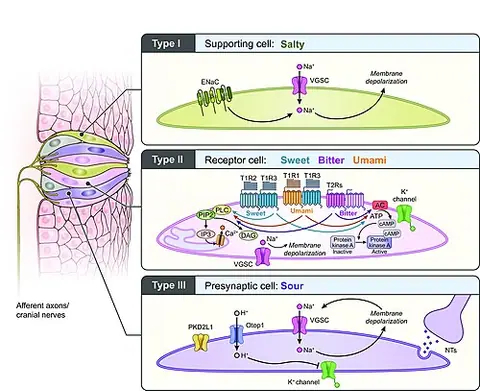 Type I Supporting cell: Salty
ENaC
Na⁺
VGSC
Na⁺
Membrane
depolarization
Type II Receptor cell: Sweet Bitter Umami
T1R2 T1R3
T1R1 T1R3
T2Rs
PIP2
PLC
Sweet
Umami
Bitter
AC
K⁺
channel
ATP
cAMP
cAMP
IP3
Ca²⁺
DAG
Na⁺
VGSC
Membrane
depolarization
Protein
kinase A
Inactive
Protein
kinase A
Active
Afferent axons/
cranial nerves
Type III Presynaptic cell: Sour
PKD2L1
H⁺
Otep1
H⁺
Na⁺
VGSC
Na⁺
Membrane
depolarization
K⁺ channel
NTs